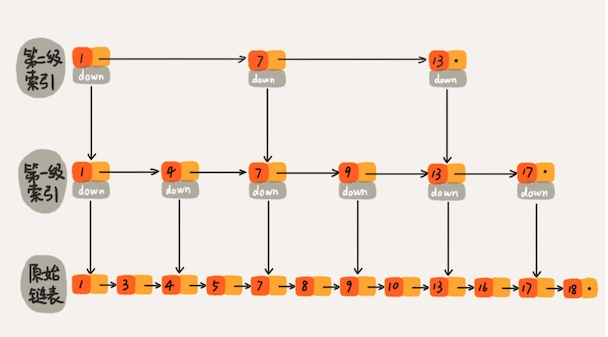 第二级
索引
1 7 13
down down down
第一级
索引
1 4 7 9 13 17
down down down down down down
原始
链表
1 3 4 5 7 8 9 10 13 16 17 18